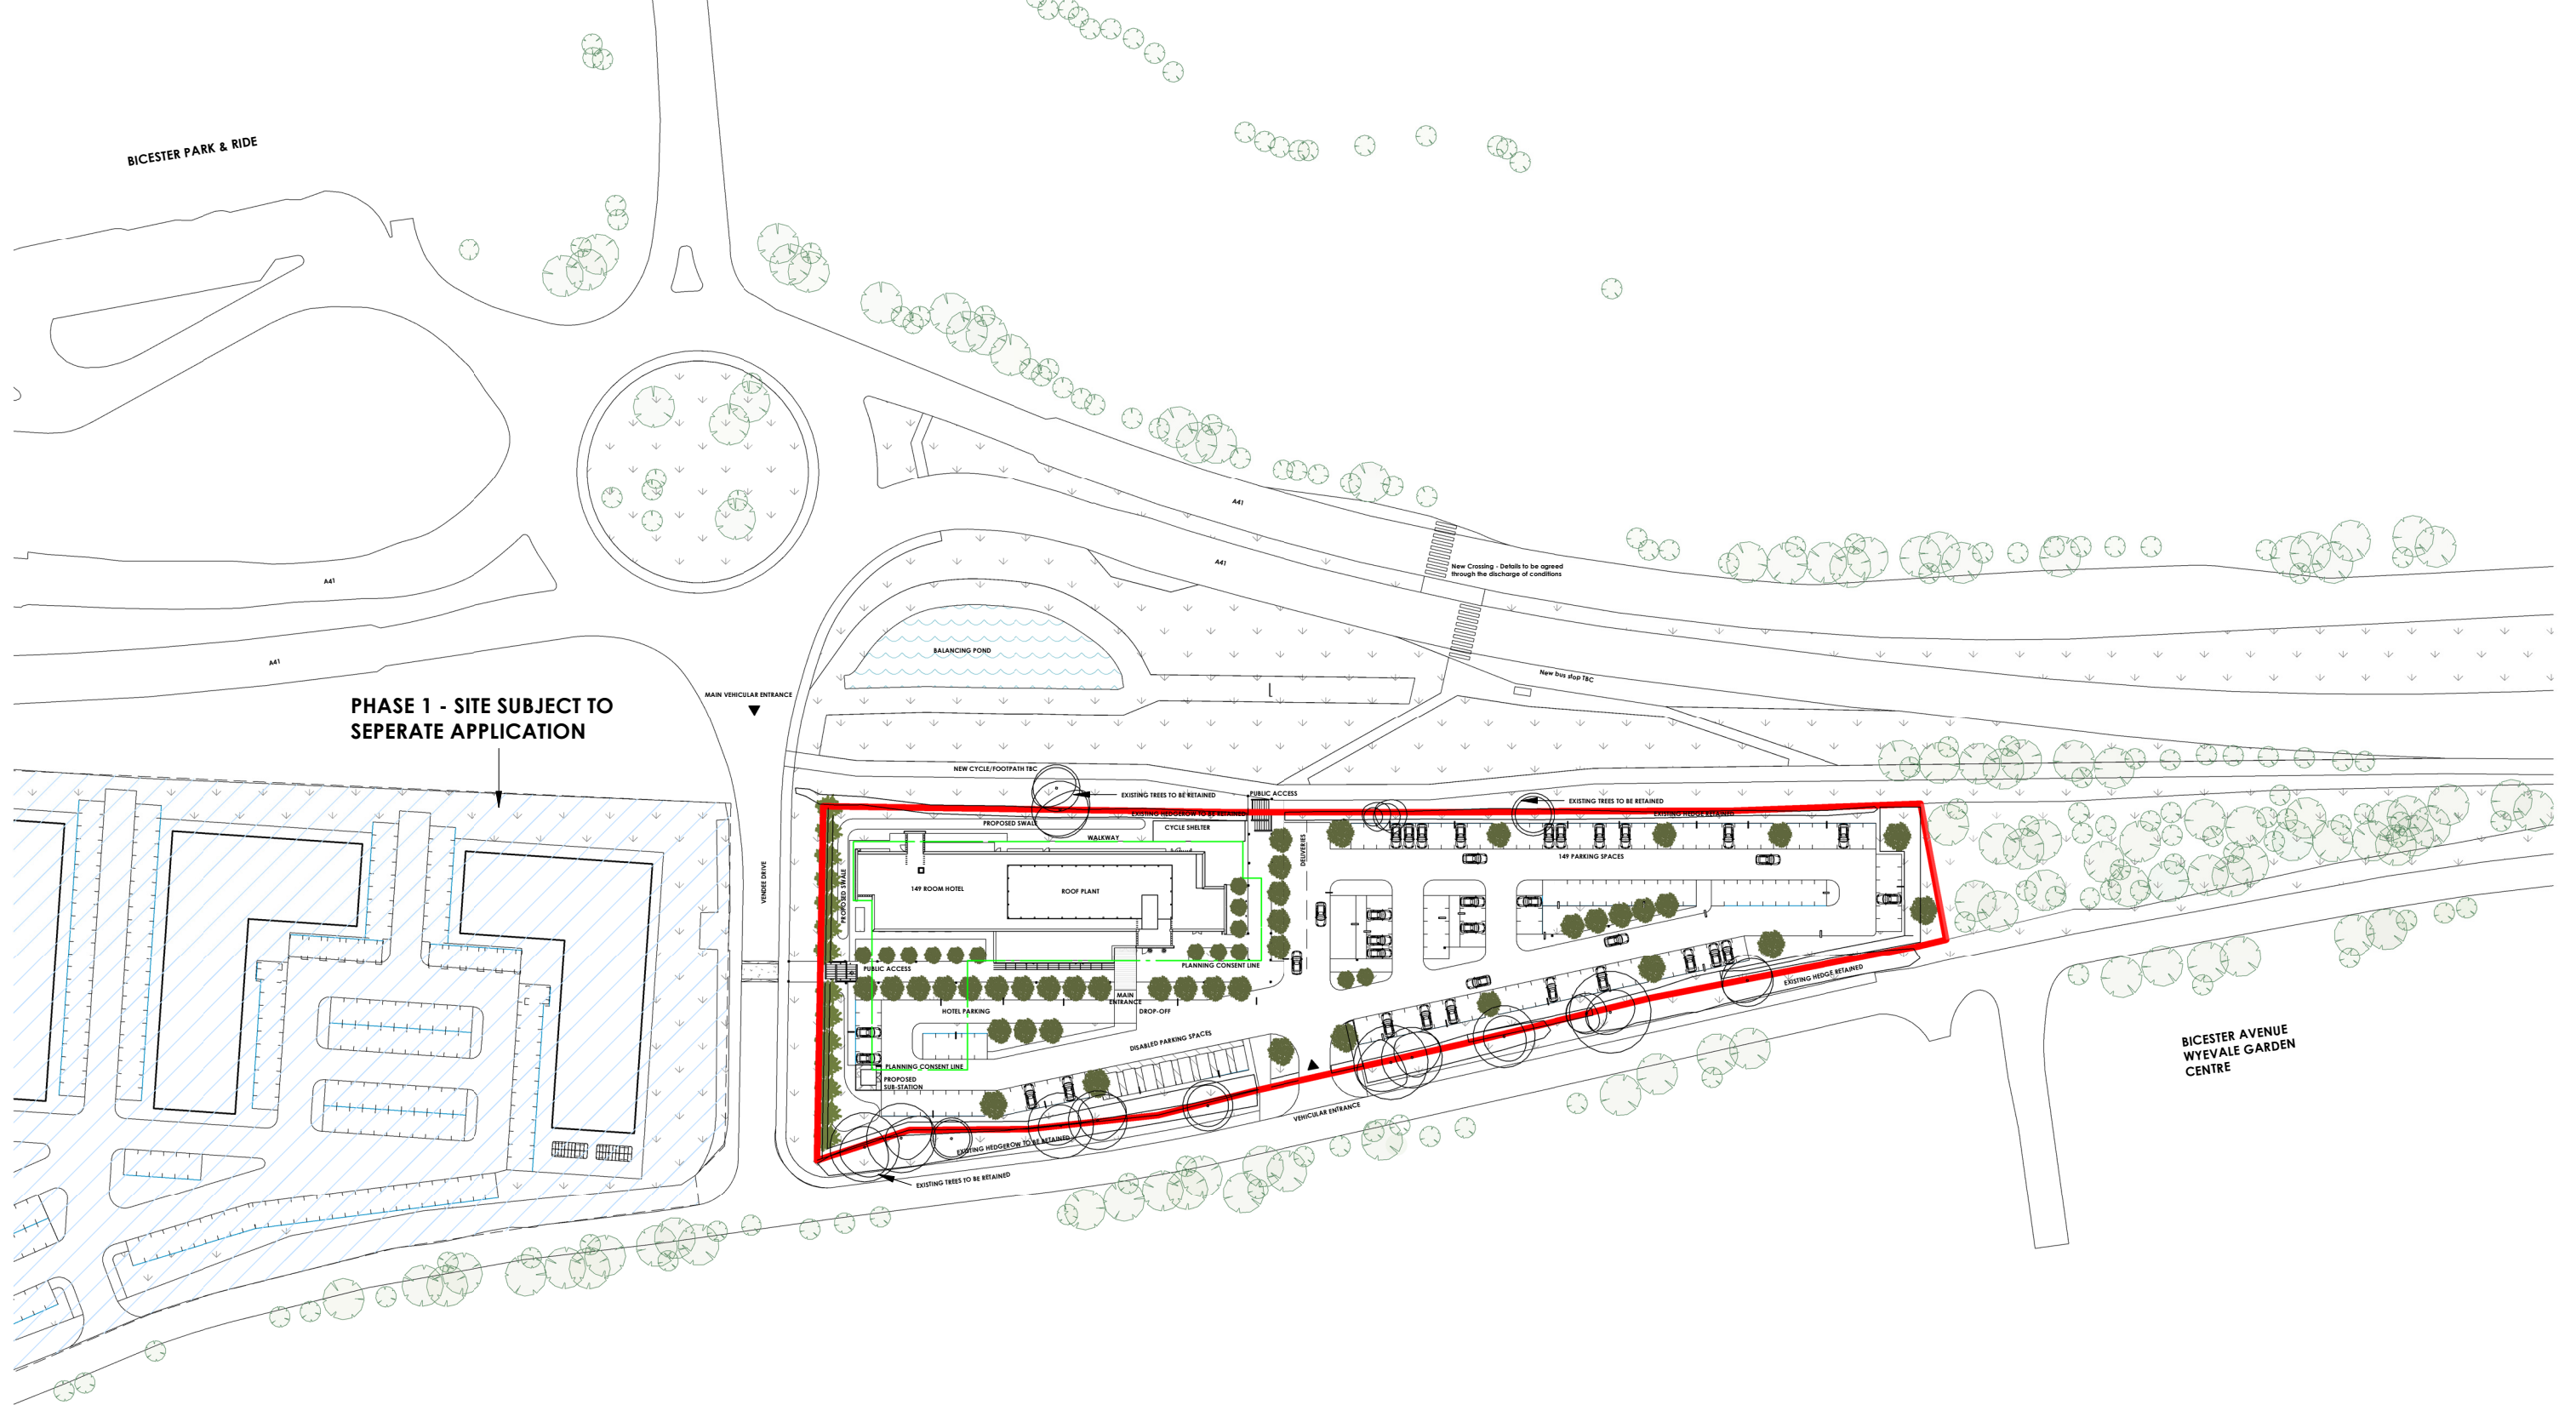 BICESTER PARK & RIDE
A41
A41
A41
New Crossing - Details to be agreed
through the discharge of conditions
A41
BALANCING POND
New bus stop TBC
MAIN VEHICULAR ENTRANCE
PHASE 1 - SITE SUBJECT TO
SEPERATE APPLICATION
NEW CYCLE/FOOTPATH TBC
EXISTING TREES TO BE RETAINED
PUBLIC ACCESS
EXISTING TREES TO BE RETAINED
EXISTING HEDGEROW TO BE RETAINED
EXISTING HEDGE RETAINED
PROPOSED SWALE
CYCLE SHELTER
WALKWAY
DELIVERIES
149 PARKING SPACES
VENDEE DRIVE
PROPOSED SWALE
149 ROOM HOTEL
ROOF PLANT
PUBLIC ACCESS
PLANNING CONSENT LINE
EXISTING HEDGE RETAINED
MAIN
ENTRANCE
HOTEL PARKING
DROP-OFF
DISABLED PARKING SPACES
BICESTER AVENUE
WYEVALE GARDEN
CENTRE
PLANNING CONSENT LINE
PROPOSED
SUB-STATION
VEHICULAR ENTRANCE
EXISTING HEDGEROW TO BE RETAINED
EXISTING TREES TO BE RETAINED